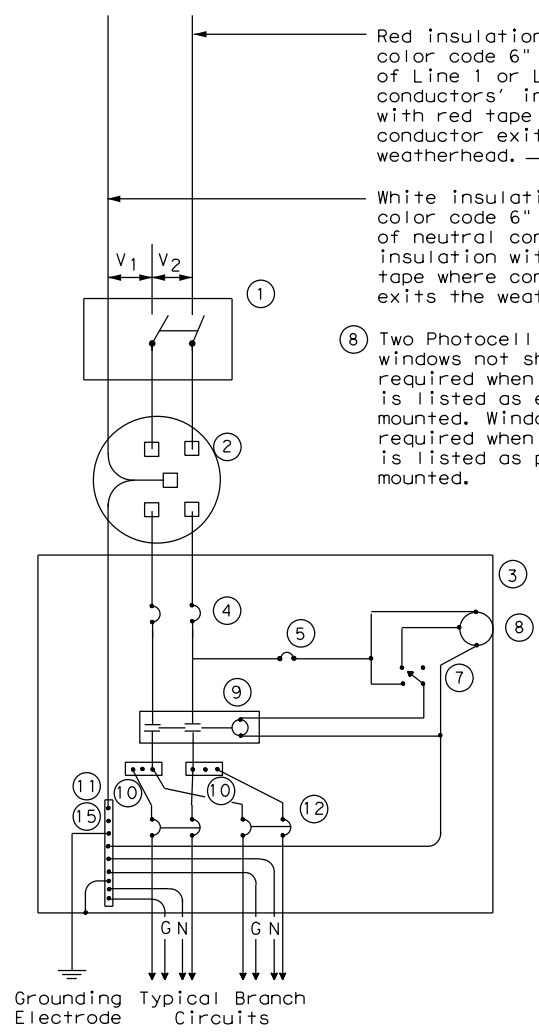 Red insulation
color code 6"
of Line 1 or L
conductors' in
with red tape
conductor exit
weatherhead.
White insulati
color code 6"
of neutral con
insulation wit
tape where con
exits the weat
V1 V2
1
8 Two Photocell
windows not sh
required when
is listed as e
mounted. Windo
required when
is listed as p
mounted.
2
3
4
5
8
7
9
11
10 10
15
12
G N G N
Grounding Electrode
Typical Branch Circuits